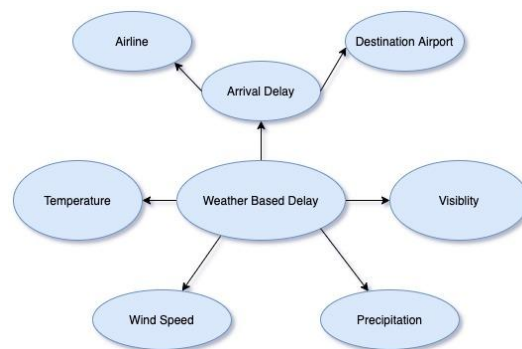 Airline
Destination Airport
Arrival Delay
Temperature
Weather Based Delay
Visiblity
Wind Speed
Precipitation